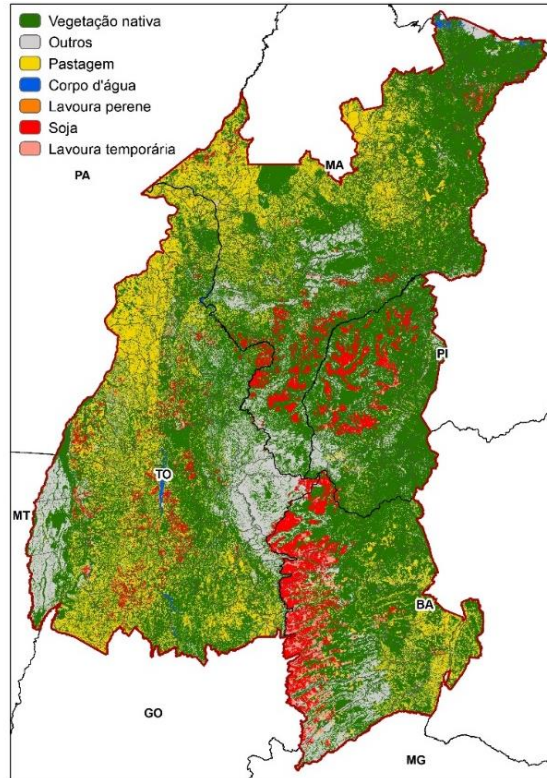 Vegetação nativa
Outros
Pastagem
Corpo d'água
Lavoura perene
Soja
Lavoura temporária
PA
MA
PI
TO
MT
BA
GO
MG